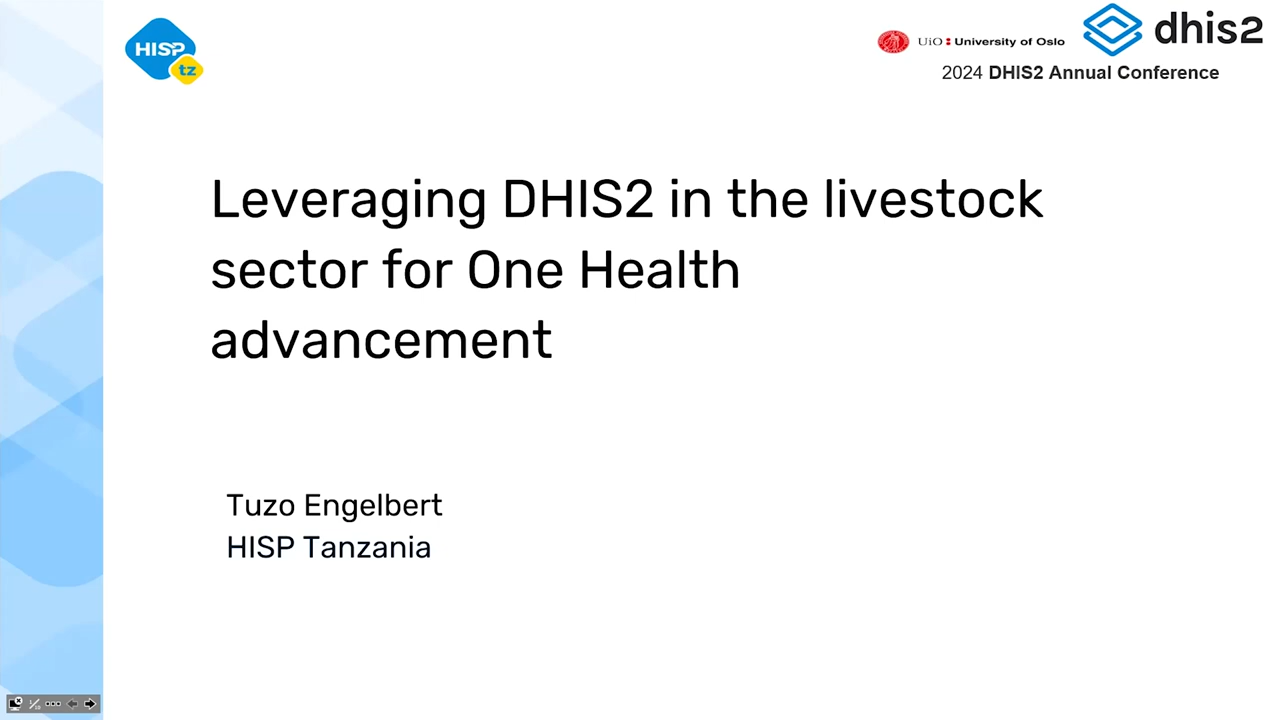 HISP
tz
UiO : University of Oslo
dhis2
2024 DHIS2 Annual Conference
Leveraging DHIS2 in the livestock
sector for One Health
advancement
Tuzo Engelbert
HISP Tanzania